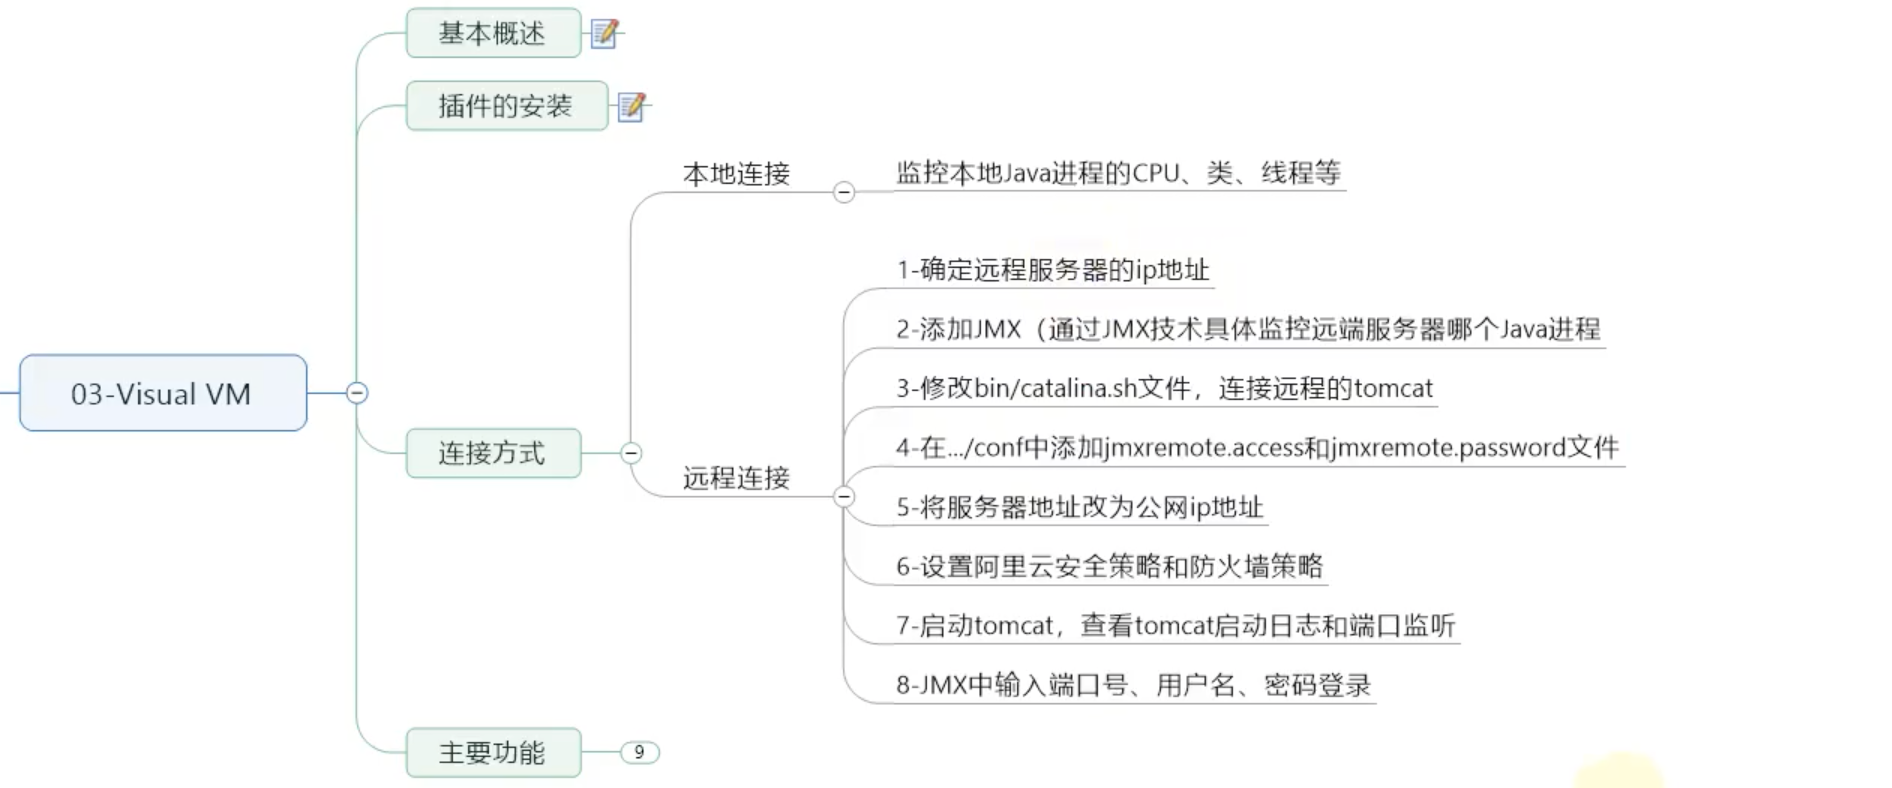 基本概述
插件的安装
本地连接
监控本地Java进程的CPU、类、线程等
1-确定远程服务器的ip地址
2-添加JMX（通过JMX技术具体监控远端服务器哪个Java进程
03-Visual VM
3-修改bin/catalina.sh文件，连接远程的tomcat
连接方式
4-在.../conf中添加jmxremote.access和jmxremote.password文件
远程连接
5-将服务器地址改为公网ip地址
6-设置阿里云安全策略和防火墙策略
7-启动tomcat，查看tomcat启动日志和端口监听
8-JMX中输入端口号、用户名、密码登录
主要功能
9